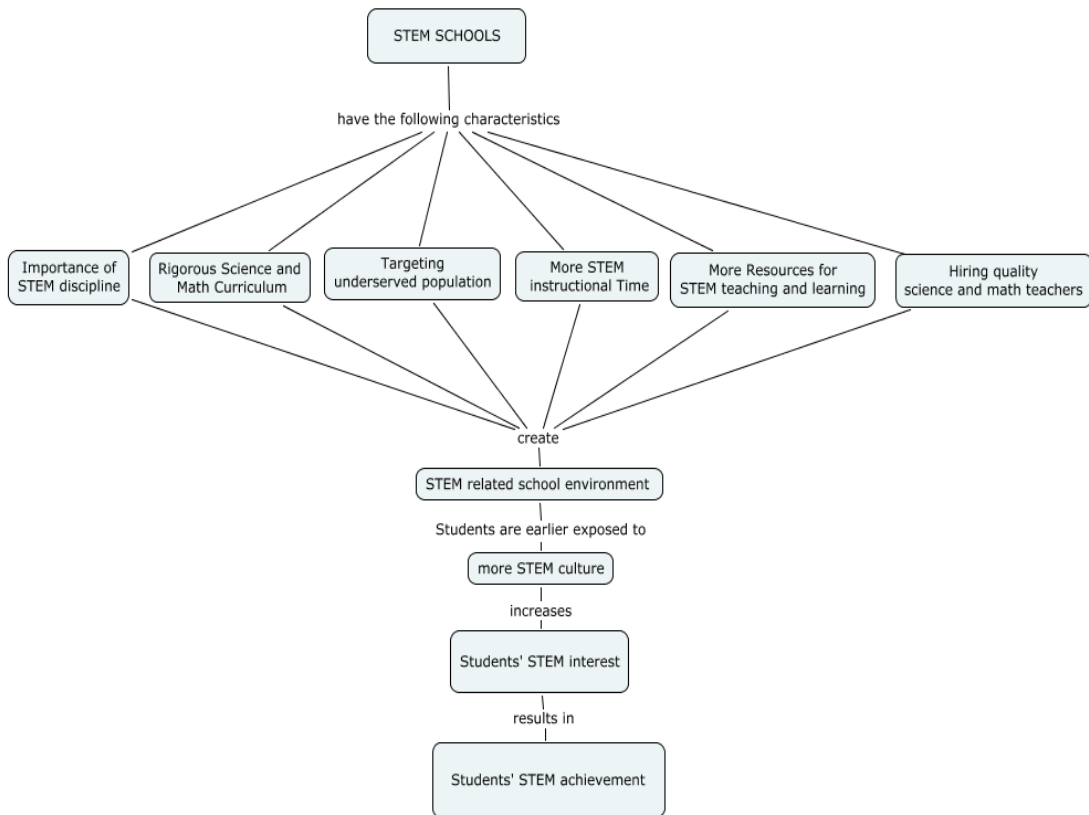 STEM SCHOOLS
have the following characteristics
Importance of
STEM discipline
Rigorous Science and
Math Curriculum
Targeting
underserved population
More STEM
instructional Time
More Resources for
STEM teaching and learning
Hiring quality
science and math teachers
create
STEM related school environment
Students are earlier exposed to
more STEM culture
increases
Students' STEM interest
results in
Students' STEM achievement